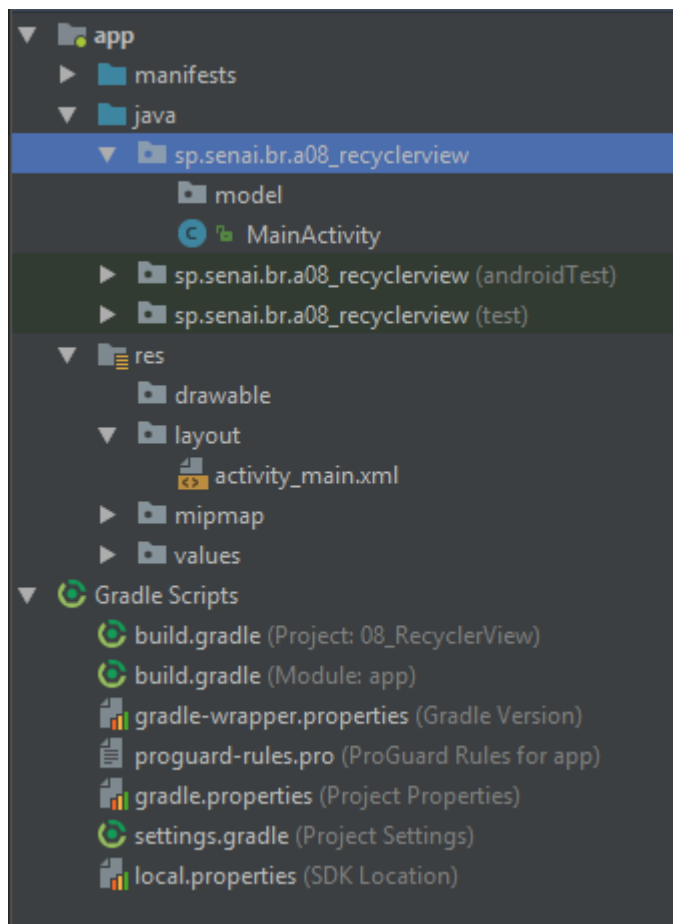 app
manifests
java
sp.senai.br.a08_recyclerview
model
C MainActivity
sp.senai.br.a08_recyclerview (androidTest)
sp.senai.br.a08_recyclerview (test)
res
drawable
layout
activity_main.xml
mipmap
values
Gradle Scripts
build.gradle (Project: 08_RecyclerView)
build.gradle (Module: app)
gradle-wrapper.properties (Gradle Version)
proguard-rules.pro (ProGuard Rules for app)
gradle.properties (Project Properties)
settings.gradle (Project Settings)
local.properties (SDK Location)